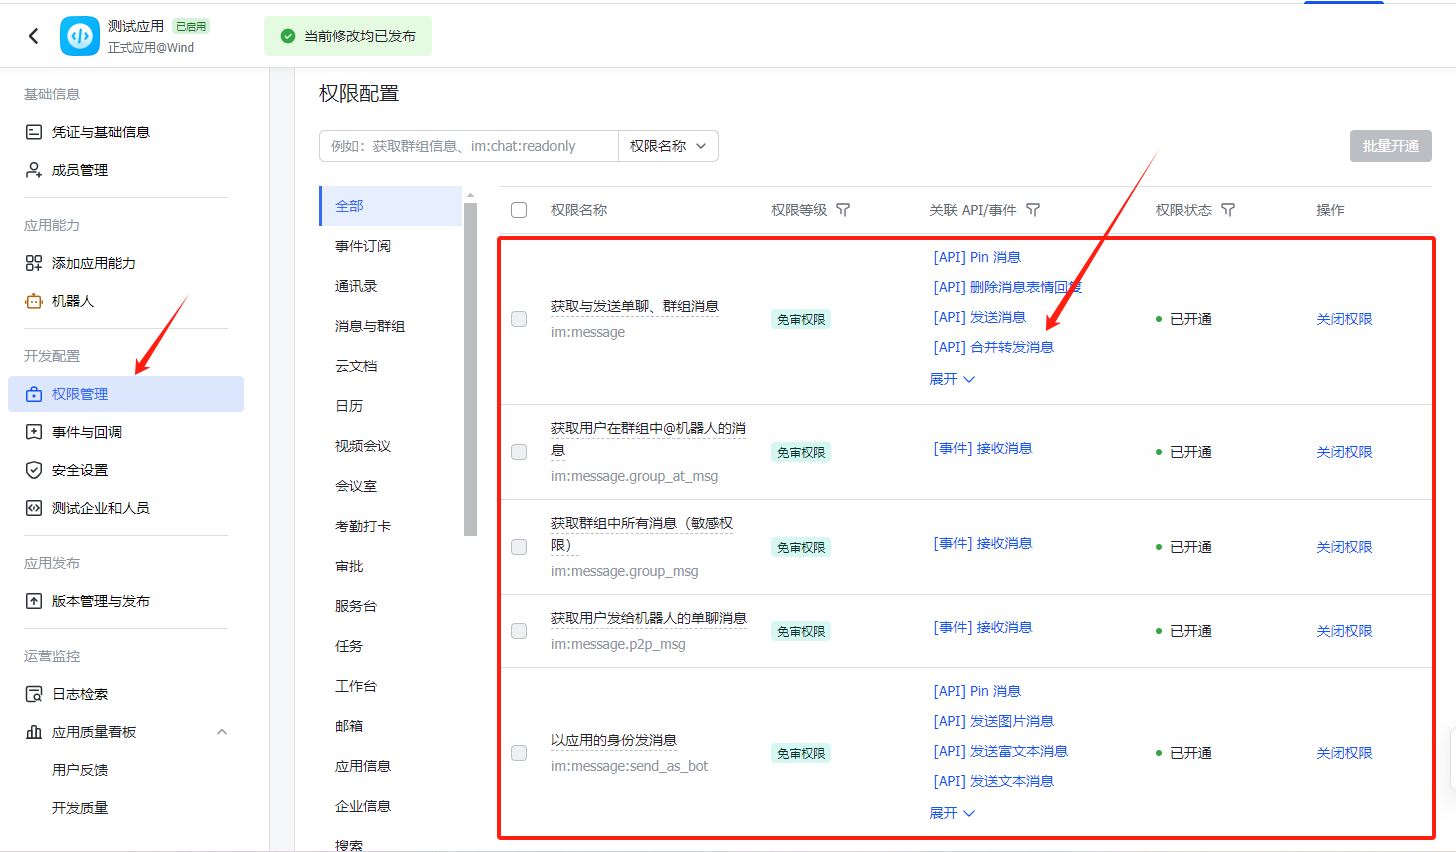 测试应用 已启用
正式应用@Wind
当前修改均已发布
基础信息
凭证与基础信息
成员管理
应用能力
添加应用能力
机器人
开发配置
权限管理
事件与回调
安全设置
测试企业和人员
应用发布
版本管理与发布
运营监控
日志检索
应用质量看板
用户反馈
开发质量
权限配置
例如：获取群组信息、im:chat:readonly 权限名称
批量开通
全部
事件订阅
通讯录
消息与群组
云文档
日历
视频会议
会议室
考勤打卡
审批
服务台
任务
工作台
邮箱
应用信息
企业信息
搜索
权限名称 权限等级 关联 API/事件 权限状态 操作
获取与发送单聊、群组消息
im:message
免审权限
[API] Pin 消息
[API] 删除消息表情回复
[API] 发送消息
[API] 合并转发消息
展开
已开通
关闭权限
获取用户在群组中@机器人的消
息
im:message.group_at_msg
免审权限
[事件] 接收消息
已开通
关闭权限
获取群组中所有消息（敏感权
限）
im:message.group_msg
免审权限
[事件] 接收消息
已开通
关闭权限
获取用户发给机器人的单聊消息
im:message.p2p_msg
免审权限
[事件] 接收消息
已开通
关闭权限
以应用的身份发消息
im:message:send_as_bot
免审权限
[API] Pin 消息
[API] 发送图片消息
[API] 发送富文本消息
[API] 发送文本消息
展开
已开通
关闭权限